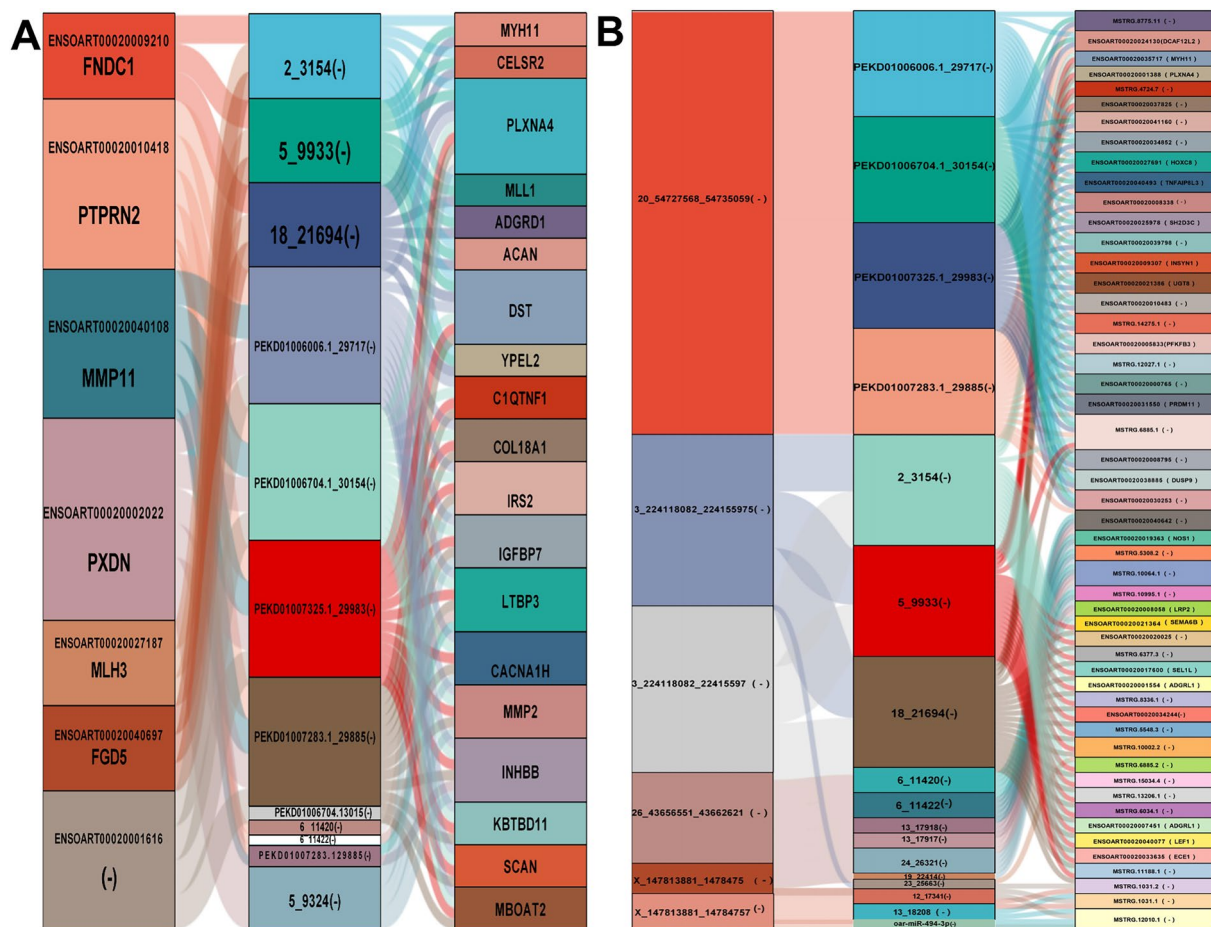 A
ENSOART00020009210
FNDC1
ENSOART00020010418
PTPRN2
ENSOART00020040108
MMP11
ENSOART00020002022
PXDN
ENSOART00020027187
MLH3
ENSOART00020040697
FGD5
ENSOART00020001616
(-)
2_3154(-)
5_9933(-)
18_21694(-)
PEKD01006006.1_29717(-)
PEKD01006704.1_30154(-)
PEKD01007325.1_29983(-)
PEKD01007283.1_29885(-)
PEKD01006704.13015(-)
6_11420(-)
6_11422(-)
PEKD01007283.129885(-)
5_9324(-)
MYH11
CELSR2
PLXNA4
MLL1
ADGRD1
ACAN
DST
YPEL2
C1QTNF1
COL18A1
IRS2
IGFBP7
LTBP3
CACNA1H
MMP2
INHBB
KBTBD11
SCAN
MBOAT2
B
20_54727568_54735059(-)
3_224118082_224155975(-)
3_224118082_22415597 (-)
26_43656551_43662621 (-)
X_147813881_1478475 (-)
X_147813881_14784757(-)
PEKD01006006.1_29717(-)
PEKD01006704.1_30154(-)
PEKD01007325.1_29983(-)
PEKD01007283.1_29885(-)
2_3154(-)
5_9933(-)
18_21694(-)
6_11420(-)
6_11422(-)
13_17918(-)
13_17917(-)
24_26321(-)
19_22414(-)
23_25663(-)
12_17341(-)
13_18208 (-)
oar-miR-494-3p(-)
MSTRG.8775.11 (-)
ENSOART00020024130(DCAF12L2)
ENSOART00020035717 (MYH11)
ENSOART00020001388 (PLXNA4)
MSTRG.4724.7 (-)
ENSOART00020037825 (-)
ENSOART00020041160 (-)
ENSOART00020034852 (-)
ENSOART00020027691 (HOXC8)
ENSOART00020040493 (TNFAIP8L3)
ENSOART00020008338 (-)
ENSOART00020025978 (SH2D3C)
ENSOART00020039798 (-)
ENSOART00020009307 (INSYN1)
ENSOART00020021386 (UGT8)
ENSOART00020010483 (-)
MSTRG.14275.1 (-)
ENSOART00020005833(PFKFB3)
MSTRG.12027.1 (-)
ENSOART00020000765 (-)
ENSOART00020031550 (PRDM11)
MSTRG.6885.1 (-)
ENSOART00020008795 (-)
ENSOART00020038885 (DUSP9)
ENSOART00020030253 (-)
ENSOART00020040642 (-)
ENSOART00020019363 (NOS1)
MSTRG.5308.2 (-)
MSTRG.10064.1 (-)
MSTRG.10995.1 (-)
ENSOART00020008058 (LRP2)
ENSOART00020021364 (SEMA6B)
ENSOART00020020025 (-)
MSTRG.6377.3 (-)
ENSOART00020017600 (SEL1L)
ENSOART00020001554 (ADGRL1)
MSTRG.8336.1 (-)
ENSOART00020034244(-)
MSTRG.5548.3 (-)
MSTRG.10002.2 (-)
MSTRG.6885.2 (-)
MSTRG.15034.4 (-)
MSTRG.13206.1 (-)
MSTRG.6034.1 (-)
ENSOART00020007451 (ADGRL1)
ENSOART00020040077 (LEF1)
ENSOART00020033635 (ECE1)
MSTRG.11188.1 (-)
MSTRG.1031.2 (-)
MSTRG.1031.1 (-)
MSTRG.12010.1 (-)